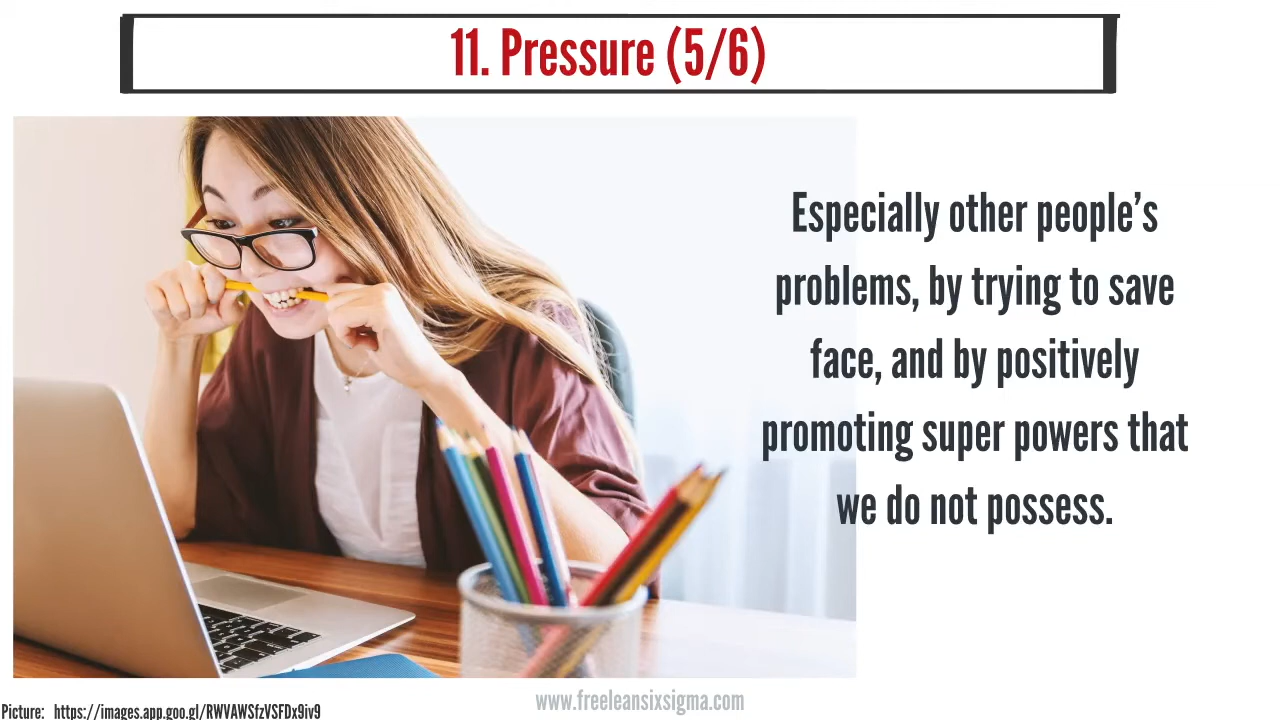 11. Pressure (5/6)
Especially other people’s
problems, by trying to save
face, and by positively
promoting super powers that
we do not possess.
www.freeleansixsigma.com
Picture: https://images.app.goo.gl/RWVAWSfzVSFDx9iv9